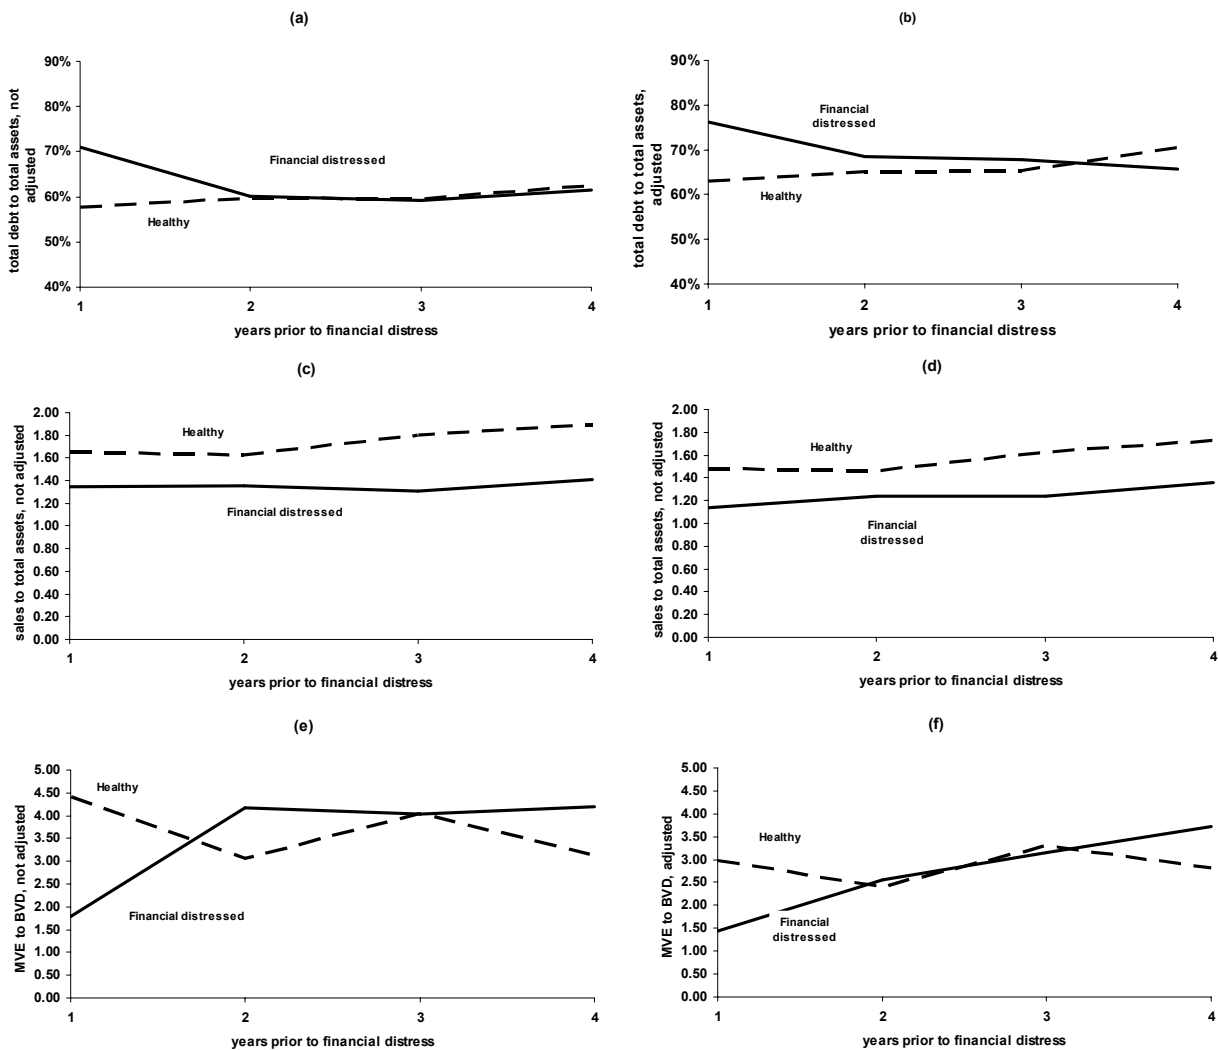 (a)
total debt to total assets, not
adjusted
90%
80%
70%
60%
50%
40%
Financial distressed
Healthy
1 2 3 4
years prior to financial distress
(b)
total debt to total assets,
adjusted
90%
80%
70%
60%
50%
40%
Financial
distressed
Healthy
1 2 3 4
years prior to financial distress
(c)
sales to total assets, not adjusted
2.00
1.80
1.60
1.40
1.20
1.00
0.80
0.60
0.40
0.20
0.00
Healthy
Financial distressed
1 2 3 4
years prior to financial distress
(d)
sales to total assets, not adjusted
2.00
1.80
1.60
1.40
1.20
1.00
0.80
0.60
0.40
0.20
0.00
Healthy
Financial
distressed
1 2 3 4
years prior to financial distress
(e)
MVE to BVD, not adjusted
5.00
4.50
4.00
3.50
3.00
2.50
2.00
1.50
1.00
0.50
0.00
Healthy
Financial distressed
1 2 3 4
years prior to financial distress
(f)
MVE to BVD, adjusted
5.00
4.50
4.00
3.50
3.00
2.50
2.00
1.50
1.00
0.50
0.00
Healthy
Financial
distressed
1 2 3 4
years prior to financial distress